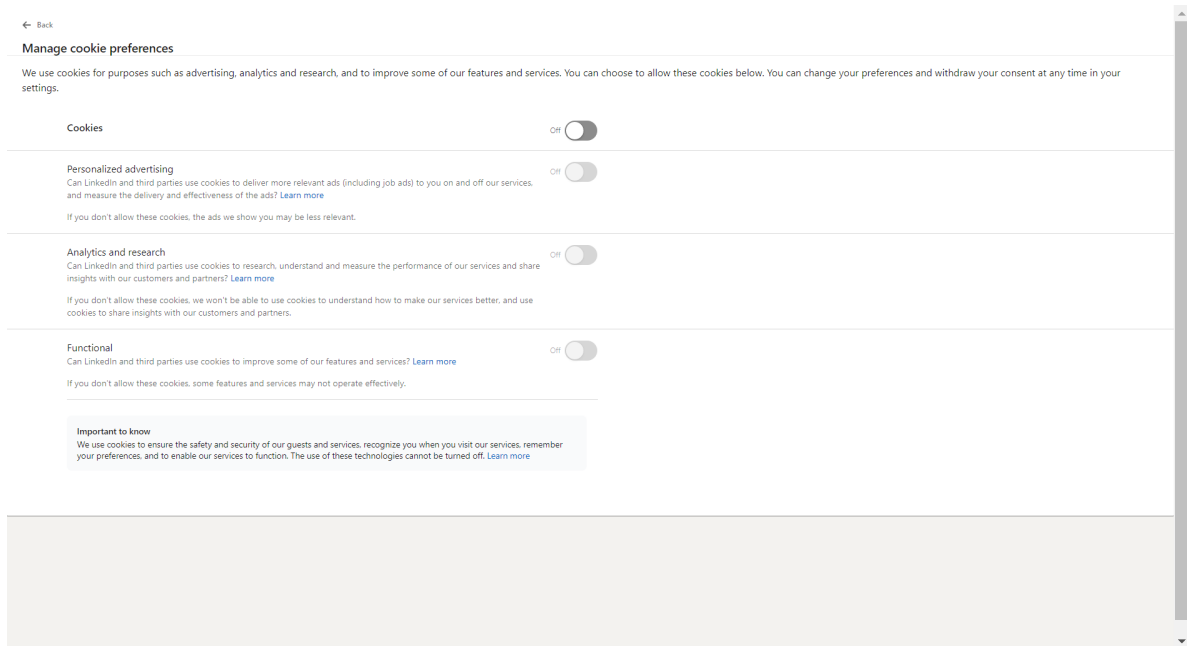 Back
Manage cookie preferences
We use cookies for purposes such as advertising, analytics and research, and to improve some of our features and services. You can choose to allow these cookies below. You can change your preferences and withdraw your consent at any time in your
settings.
Cookies
Off
Personalized advertising
Off
Can LinkedIn and third parties use cookies to deliver more relevant ads (including job ads) to you on and off our services,
and measure the delivery and effectiveness of the ads? Learn more
If you don't allow these cookies, the ads we show you may be less relevant.
Analytics and research
Off
Can LinkedIn and third parties use cookies to research, understand and measure the performance of our services and share
insights with our customers and partners? Learn more
If you don't allow these cookies, we won't be able to use cookies to understand how to make our services better, and use
cookies to share insights with our customers and partners.
Functional
Off
Can LinkedIn and third parties use cookies to improve some of our features and services? Learn more
If you don't allow these cookies, some features and services may not operate effectively.
Important to know
We use cookies to ensure the safety and security of our guests and services, recognize you when you visit our services, remember
your preferences, and to enable our services to function. The use of these technologies cannot be turned off. Learn more